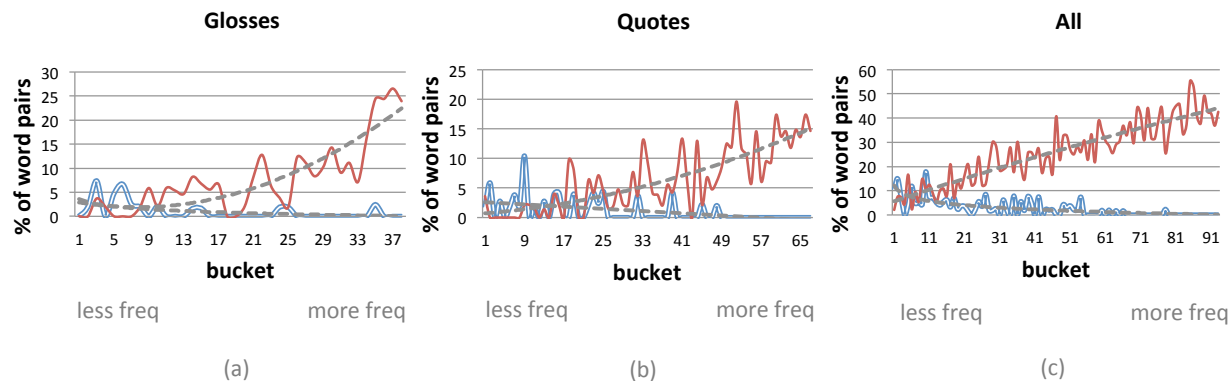 Glosses
% of word pairs
30
25
20
15
10
5
0
1 5 9 13 17 21 25 29 33 37
bucket
less freq more freq
(a)
Quotes
% of word pairs
25
20
15
10
5
0
1 9 17 25 33 41 49 57 65
bucket
less freq more freq
(b)
All
% of word pairs
60
50
40
30
20
10
0
1 11 21 31 41 51 61 71 81 91
bucket
less freq more freq
(c)